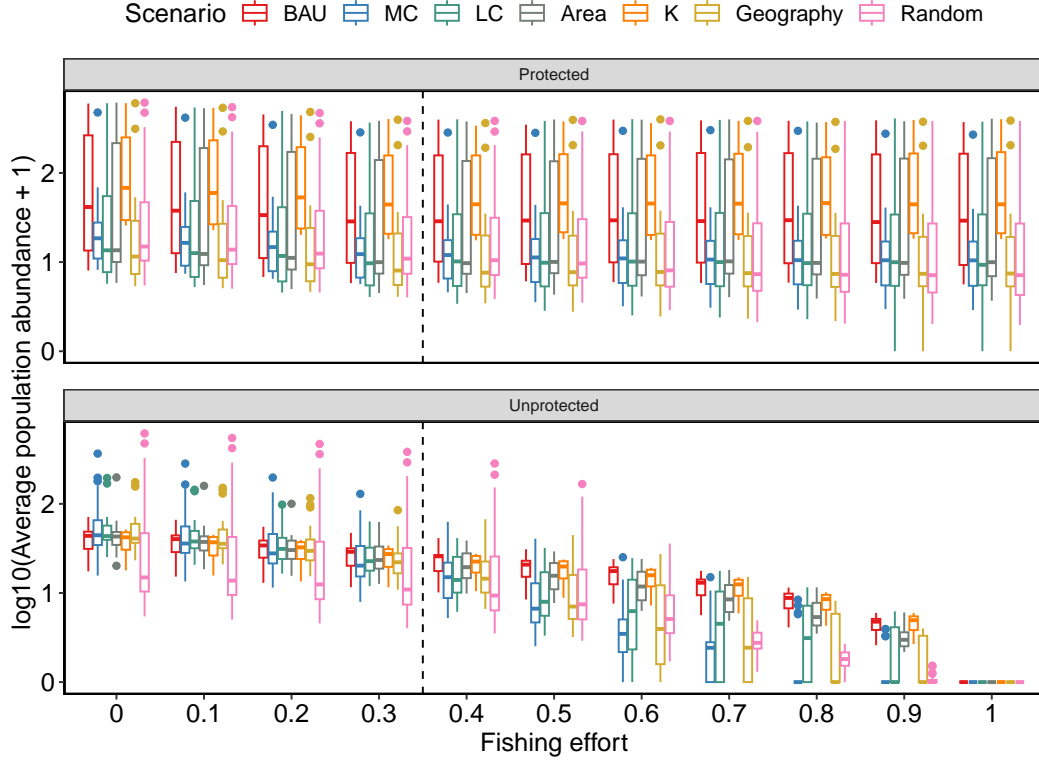 Scenario BAU MC LC Area K Geography Random
Protected
2
1
0
Unprotected
2
1
0
log10(Average population abundance + 1)
0 0.1 0.2 0.3 0.4 0.5 0.6 0.7 0.8 0.9 1
Fishing effort